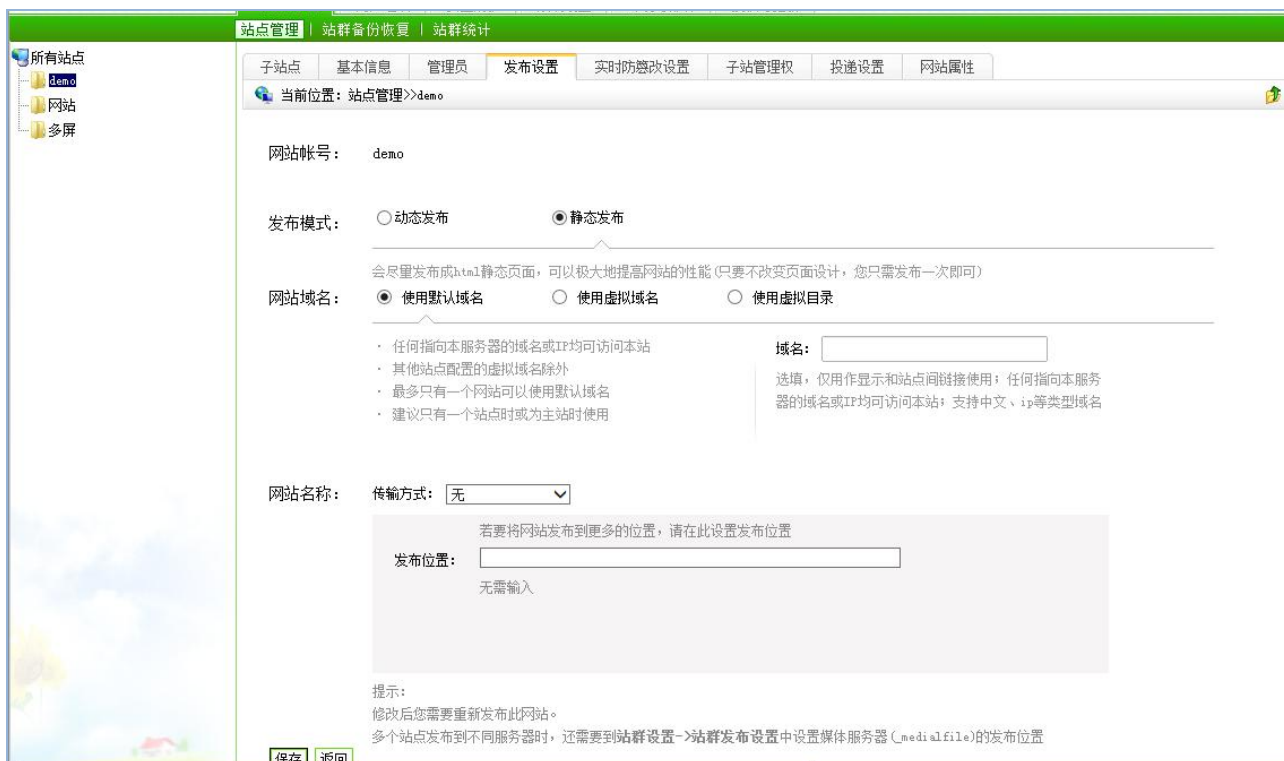 站点管理 | 站群备份恢复 | 站群统计
所有站点
demo
网站
多屏
子站点 基本信息 管理员 发布设置 实时防篡改设置 子站管理权 投递设置 网站属性
当前位置：站点管理>>demo
网站帐号： demo
发布模式： 动态发布 静态发布
会尽里发布成html静态页面，可以极大地提高网站的性能(只要不改变页面设计，您只需发布一次即可)
网站域名： 使用默认域名 使用虚拟域名 使用虚拟目录
· 任何指向本服务器的域名或IP均可访问本站
· 其他站点配置的虚拟域名除外
· 最多只有一个网站可以使用默认域名
· 建议只有一个站点时或为主站时使用
域名：
选填，仅用作显示和站点间链接使用；任何指向本服务
器的域名或IP均可访问本站；支持中文、ip等类型域名
网站名称： 传输方式： 无
若要将网站发布到更多的位置，请在此设置发布位置
发布位置：
无需输入
提示：
修改后您需要重新发布此网站。
多个站点发布到不同服务器时，还需要到站群设置->站群发布设置中设置媒体服务器(_medialfile)的发布位置
保存 返回